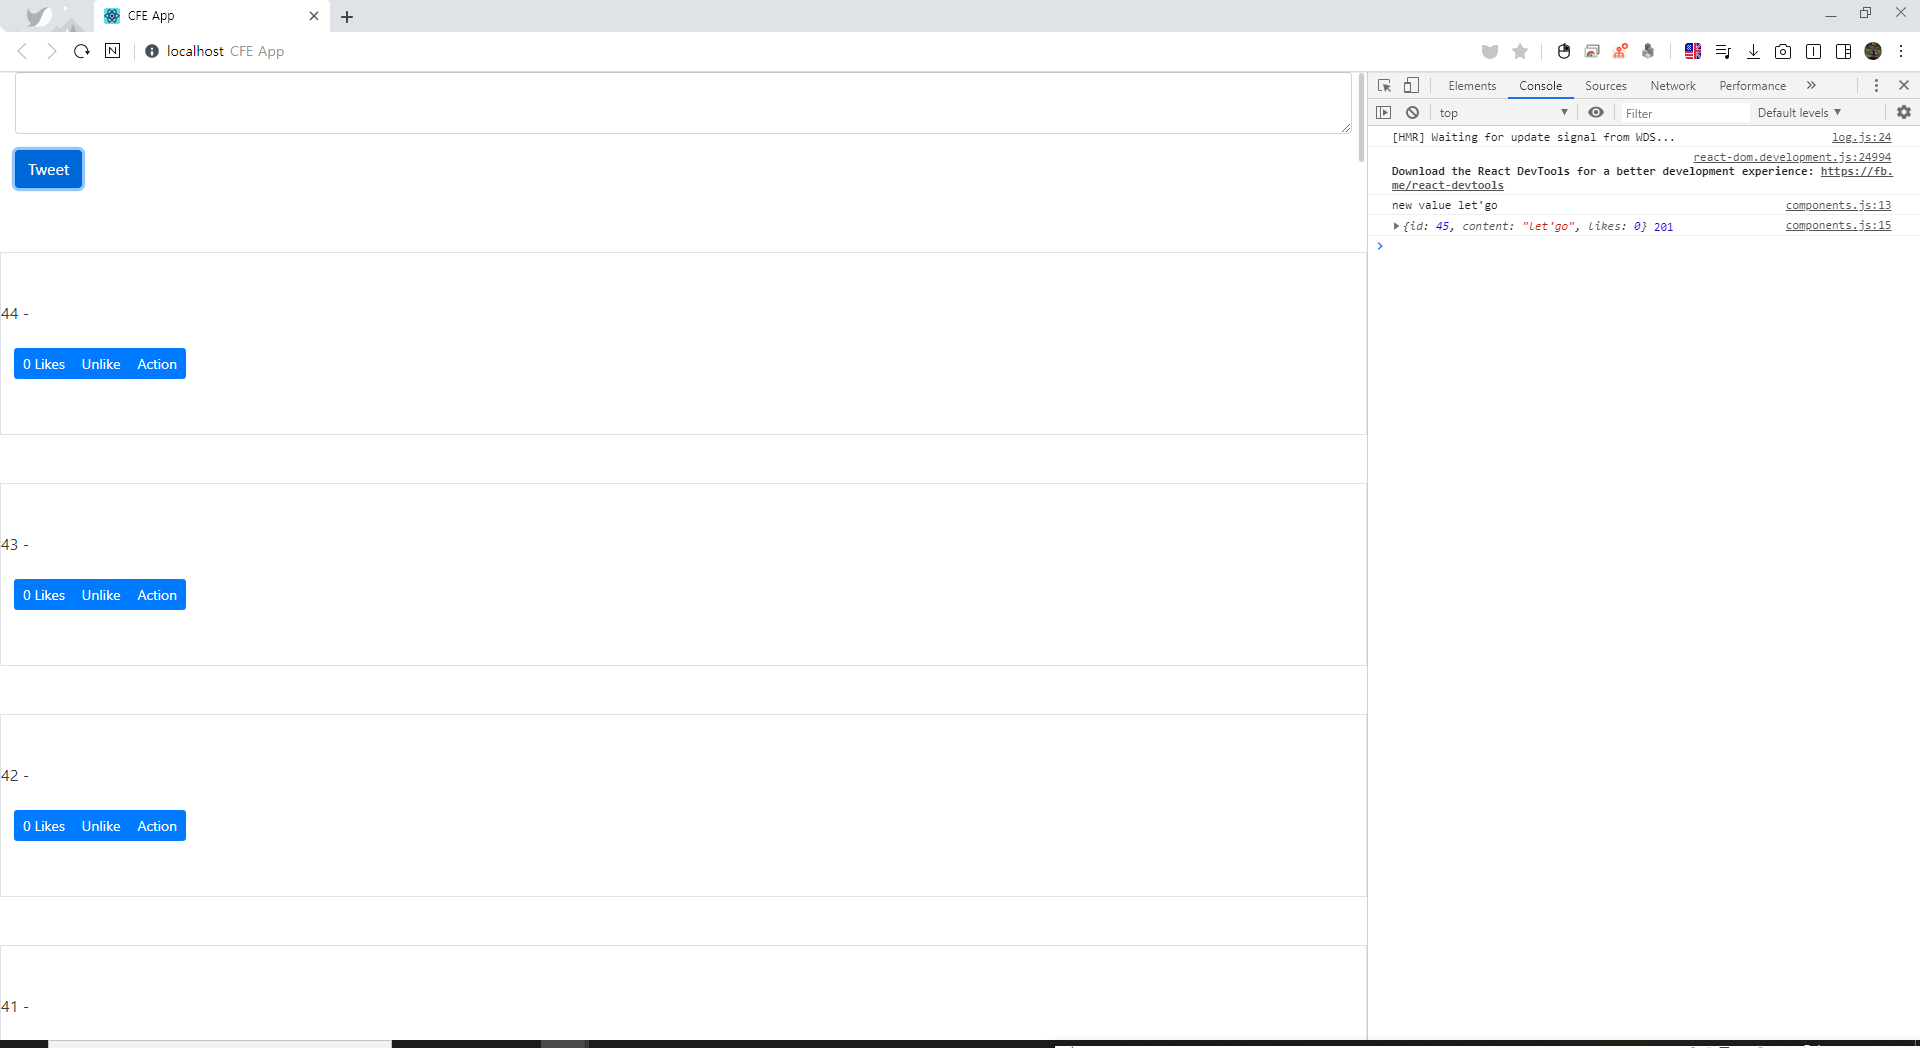 CFE App
N
localhost CFE App
Tweet
44 -
0 Likes Unlike Action
43 -
0 Likes Unlike Action
42 -
0 Likes Unlike Action
41 -
Elements Console Sources Network Performance »
top Filter Default levels
[HMR] Waiting for update signal from WDS... log.js:24
react-dom.development.js:24994
Download the React DevTools for a better development experience: https://fb.
me/react-devtools
new value let'go components.js:13
{id: 45, content: "let'go", likes: 0} 201 components.js:15